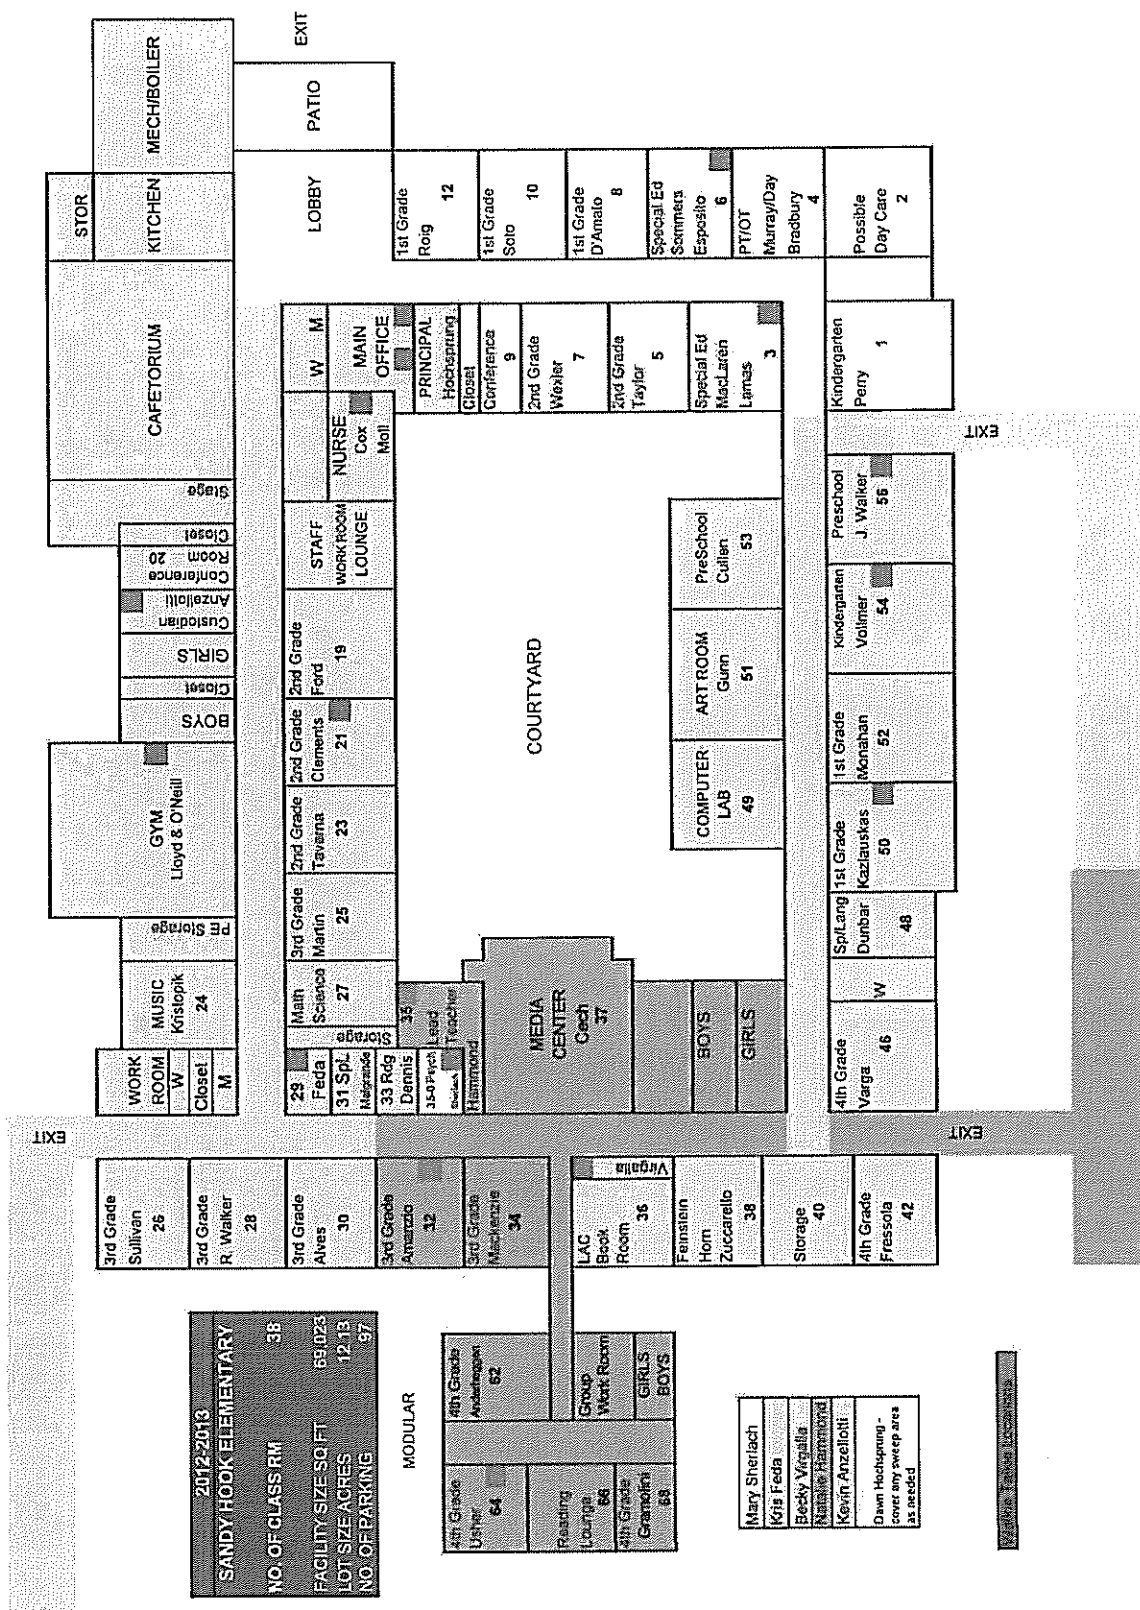 2012-2013
SANDY HOOK ELEMENTARY
NO. OF CLASS RM 38
FACILITY SIZE SQ FT 69,023
LOT SIZE ACRES 12.13
NO. OF PARKING 97
MODULAR
4th Grade
Usher
64
Reading
Lounge
66
4th Grade
Gramolini
68
4th Grade
62
Group
Work Room
GIRLS
BOYS
Mary Sherlach
Kris Feda
Becky Virgalla
Natalie Hammond
Kevin Anzellotti
Dawn Hochsprung -
cover any sweep area
as needed
3rd Grade
Sullivan
26
3rd Grade
R. Walker
28
3rd Grade
Alves
30
3rd Grade
Amanzio
32
3rd Grade
Mackenzie
34
LAC
Book
Room
36
Virgalla
Feinstein
Horn
Zuccarello
38
Storage
40
4th Grade
Fressola
42
EXIT
EXIT
WORK
ROOM
W
Closet
M
29
Feda
31 Spl.
33 Rdg
Dennis
Sherlach
Hammond
Lead
Teacher
35
Storage
MEDIA
CENTER
Cech
37
BOYS
GIRLS
4th Grade
Varga
46
W
Sp/Lang
Dunbar
48
MUSIC
Kristopik
24
PE Storage
GYM
Lloyd & O'Neill
BOYS
Closet
GIRLS
Custodian
Anzellotti
Conference
Room 20
Closet
Stage
CAFETORIUM
STOR
KITCHEN
MECH/BOILER
Math
Science
27
3rd Grade
Martin
25
2nd Grade
Taverna
23
2nd Grade
Clements
21
2nd Grade
Ford
19
STAFF
WORK ROOM
LOUNGE
NURSE
Cox
Moll
W
M
MAIN
OFFICE
PRINCIPAL
Hochsprung
Closet
Conference
9
2nd Grade
Wexler
7
2nd Grade
Taylor
5
Special Ed
MacLaren
Lamas
3
COURTYARD
COMPUTER
LAB
49
ART ROOM
Gunn
51
PreSchool
Cullen
53
1st Grade
Kazlauskas
50
1st Grade
Monahan
52
Kindergarten
Vollmer
54
Preschool
J. Walker
56
EXIT
Kindergarten
Perry
1
LOBBY
PATIO
EXIT
1st Grade
Roig
12
1st Grade
Soto
10
1st Grade
D'Amato
8
Special Ed
Sommers
Esposito
6
PT/OT
Murray/Day
Bradbury
4
Possible
Day Care
2